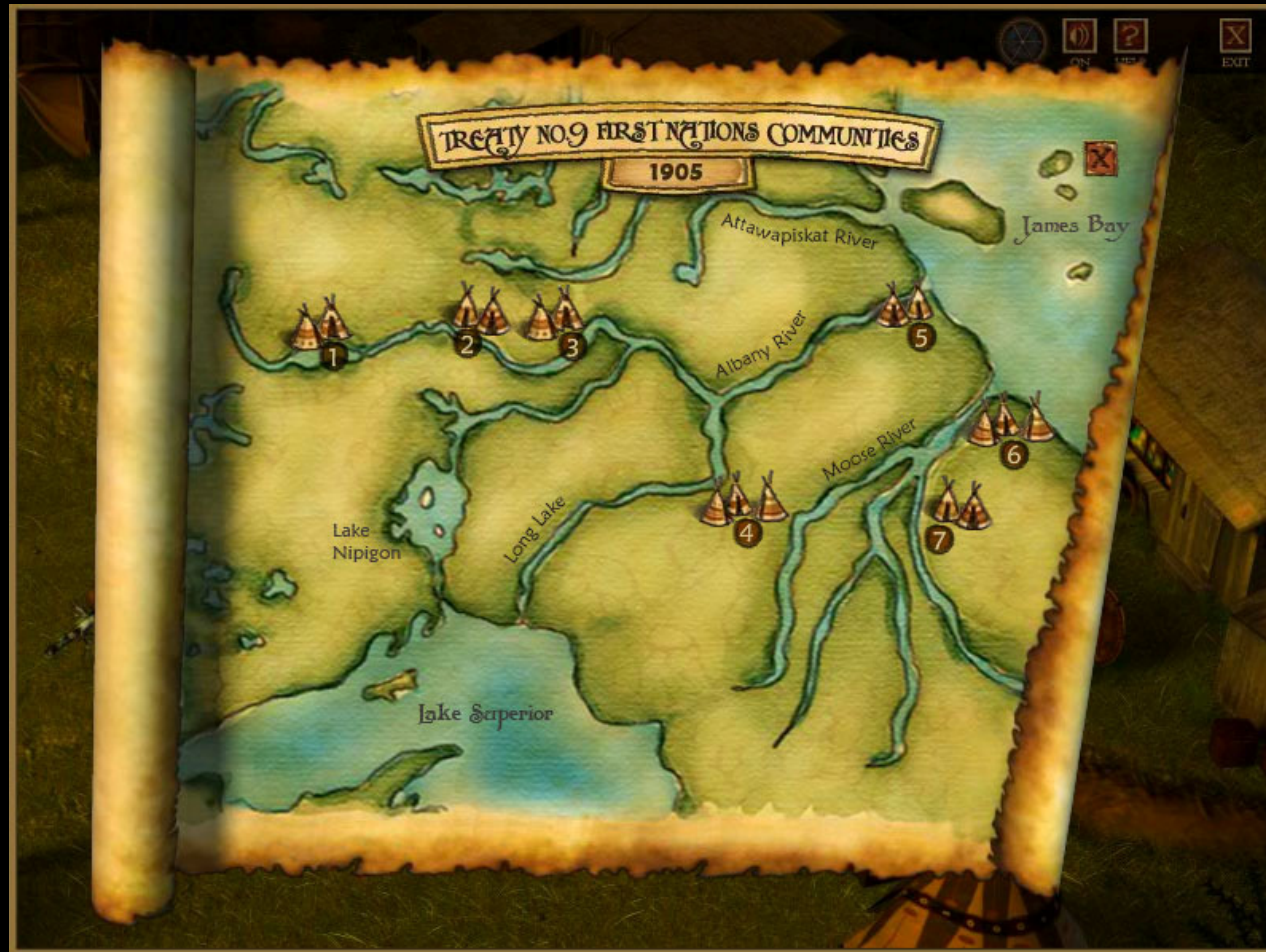 ON
HELP
X
EXIT
TREATY NO.9 FIRST NATIONS COMMUNITIES
1905
X
James Bay
Attawapiskat River
1
2
3
Albany River
5
Moose River
6
Lake
Nipigon
Long Lake
4
7
Lake Superior